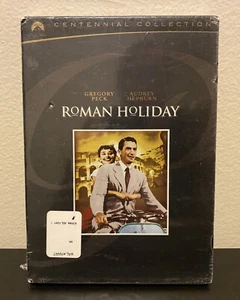 CENTENNIAL COLLECTION
GREGORY PECK
AUDREY HEPBURN
ROMAN HOLIDAY